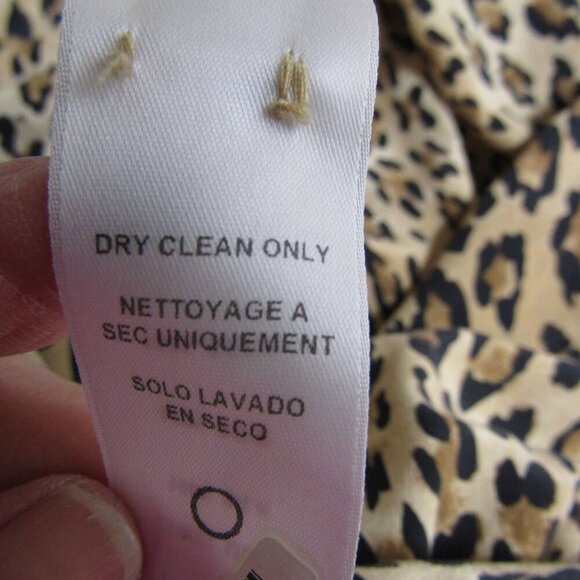 DRY CLEAN ONLY
NETTOYAGE A
SEC UNIQUEMENT
SOLO LAVADO
EN SECO